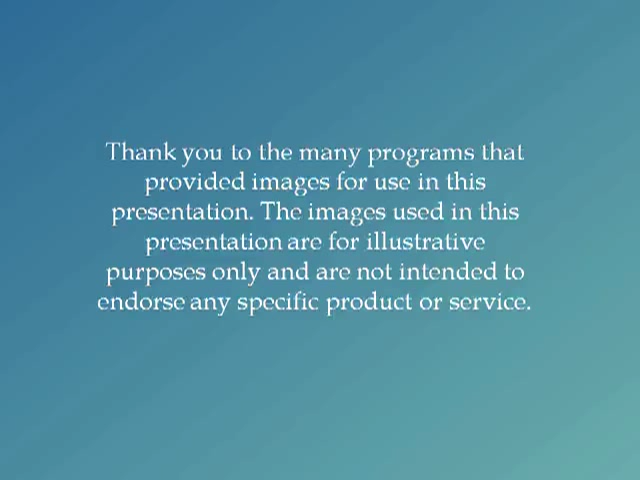 Thank you to the many programs that
provided images for use in this
presentation. The images used in this
presentation are for illustrative
purposes only and are not intended to
endorse any specific product or service.